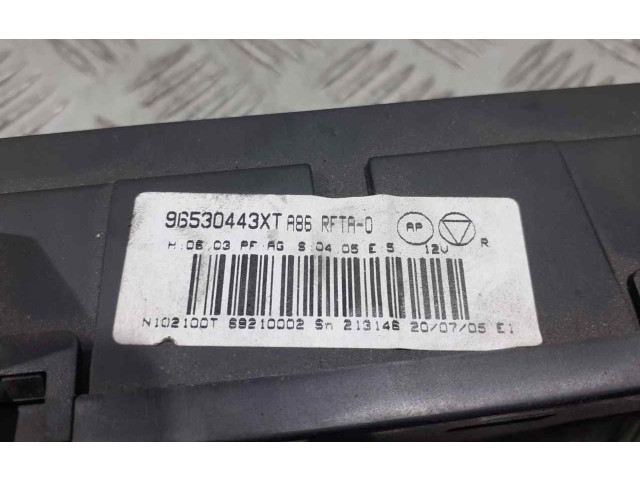 96530443XT A86 RFTA-0 AP
H:06.03 PF:AG S:04.05 E:5 12V R
N102100T 69210002 Sn 213146 20/07/05 E1